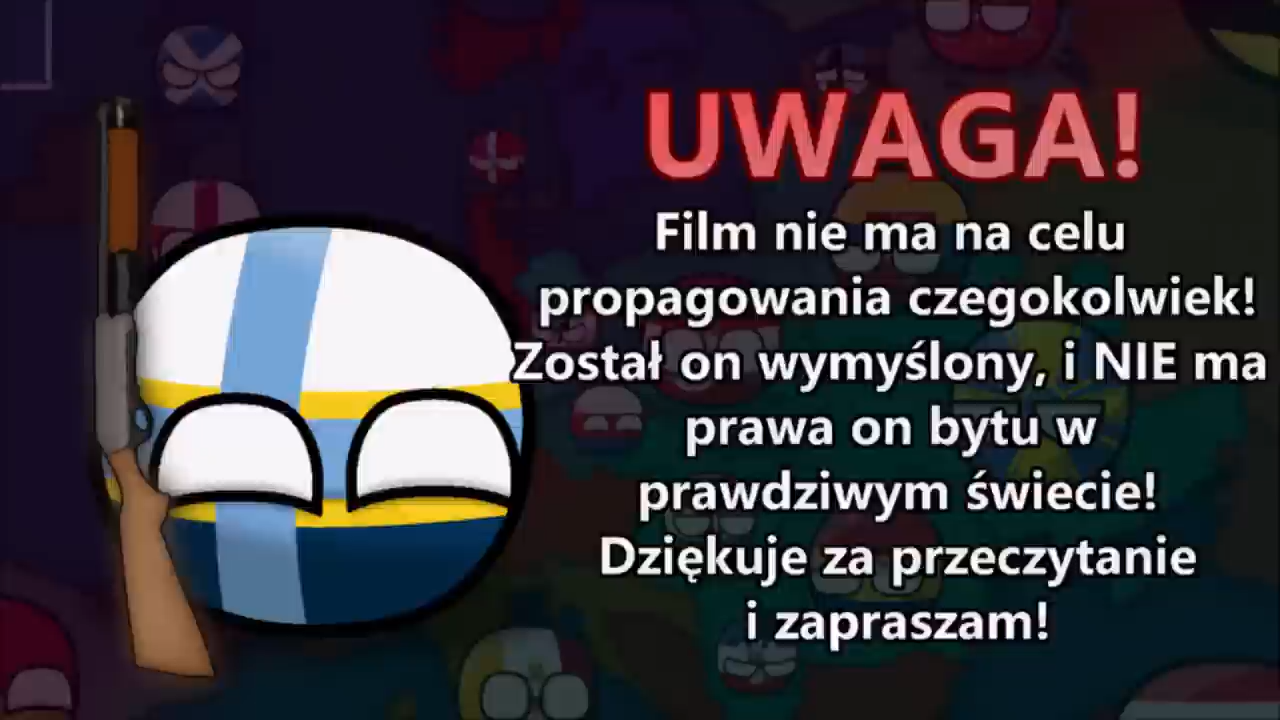 UWAGA!
Film nie ma na celu
propagowania czegokolwiek!
Został on wymyślony, i NIE ma
prawa on bytu w
prawdziwym świecie!
Dziękuje za przeczytanie
i zapraszam!